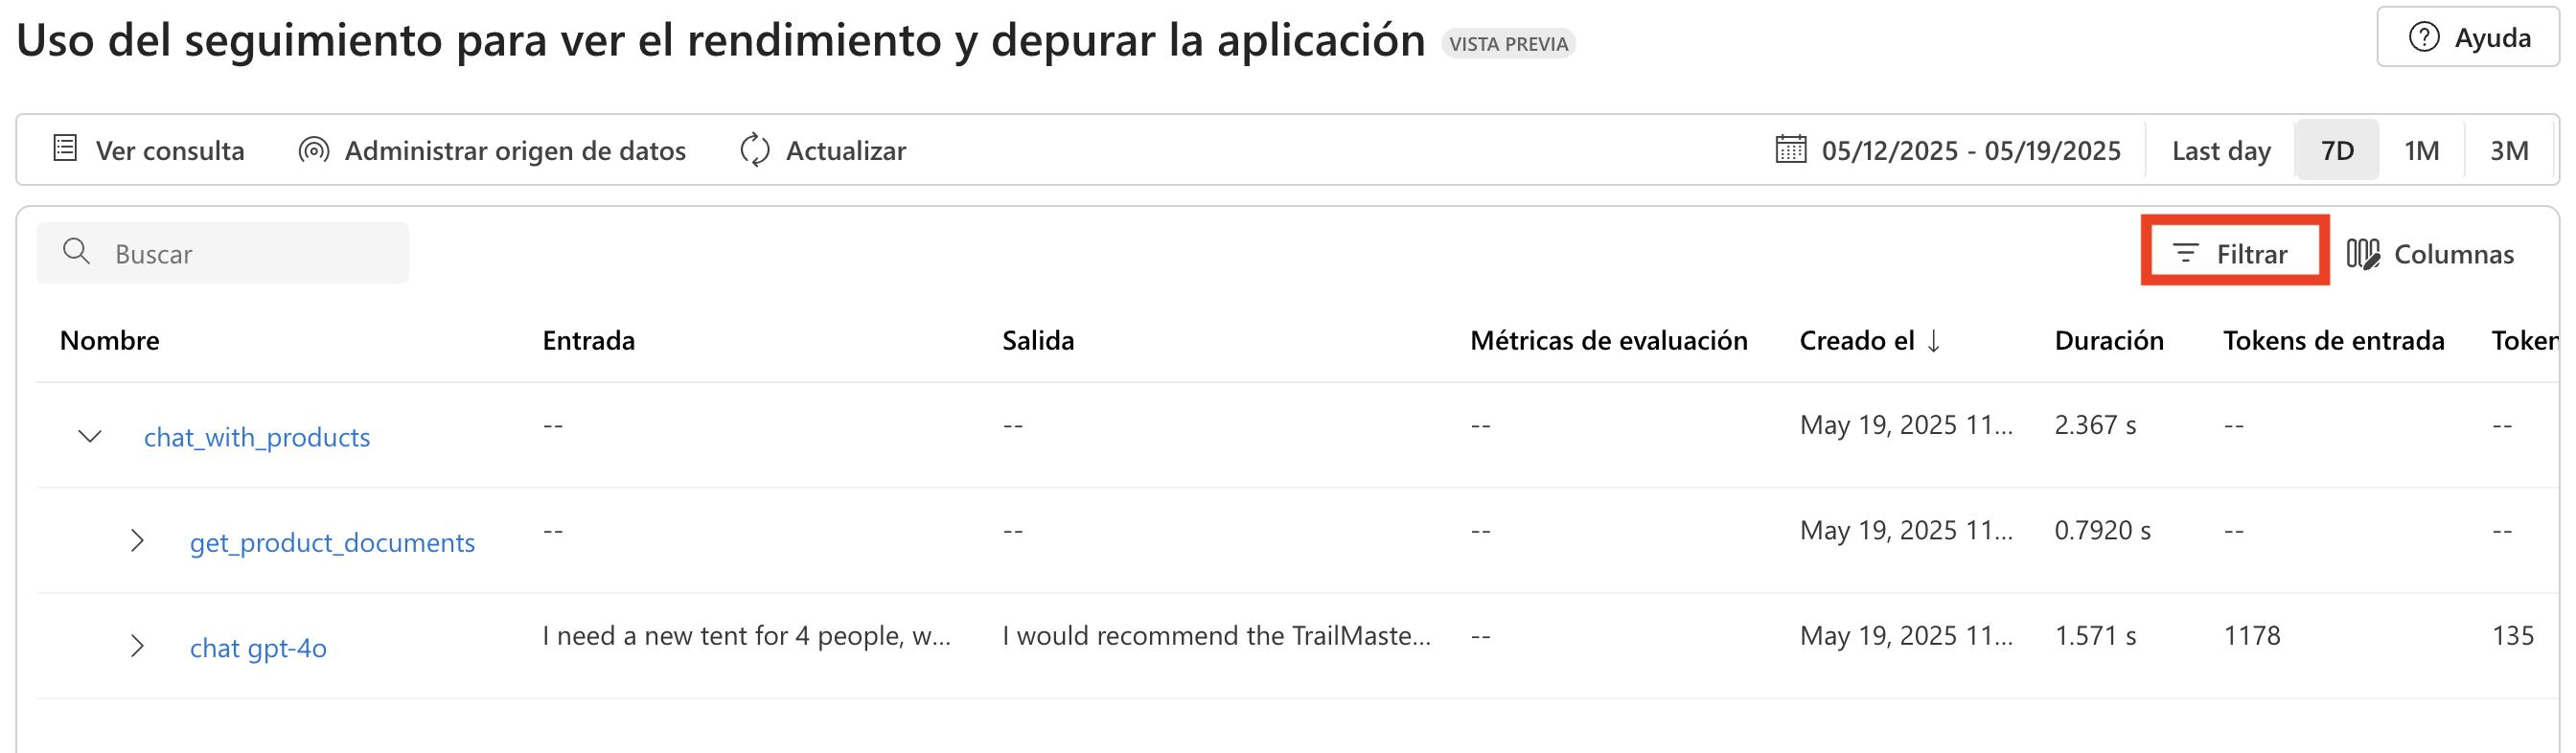 Uso del seguimiento para ver el rendimiento y depurar la aplicación VISTA PREVIA Ayuda
Ver consulta Administrar origen de datos Actualizar 05/12/2025 - 05/19/2025 Last day 7D 1M 3M
Buscar Filtrar Columnas
Nombre Entrada Salida Métricas de evaluación Creado el ↓ Duración Tokens de entrada Token
chat_with_products -- -- -- May 19, 2025 11... 2.367 s -- --
get_product_documents -- -- -- May 19, 2025 11... 0.7920 s -- --
chat gpt-4o I need a new tent for 4 people, w... I would recommend the TrailMaste... -- May 19, 2025 11... 1.571 s 1178 135